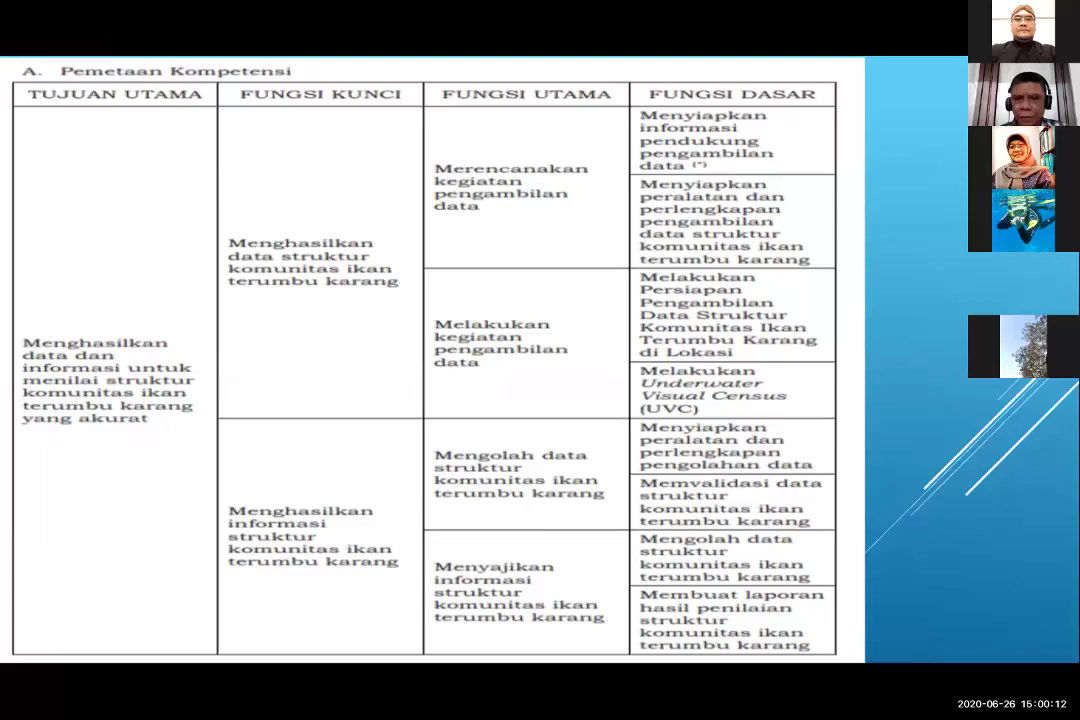 A. Pemetaan Kompetensi
TUJUAN UTAMA
FUNGSI KUNCI
FUNGSI UTAMA
FUNGSI DASAR
Menghasilkan
data dan
informasi untuk
menilai struktur
komunitas ikan
terumbu karang
yang akurat
Menghasilkan
data struktur
komunitas ikan
terumbu karang
Merencanakan
kegiatan
pengambilan
data
Menyiapkan
informasi
pendukung
pengambilan
data (*)
Menyiapkan
peralatan dan
perlengkapan
pengambilan
data struktur
komunitas ikan
terumbu karang
Melakukan
kegiatan
pengambilan
data
Melakukan
Persiapan
Pengambilan
Data Struktur
Komunitas Ikan
Terumbu Karang
di Lokasi
Melakukan
Underwater
Visual Census
(UVC)
Menghasilkan
informasi
struktur
komunitas ikan
terumbu karang
Mengolah data
struktur
komunitas ikan
terumbu karang
Menyiapkan
peralatan dan
perlengkapan
pengolahan data
Memvalidasi data
struktur
komunitas ikan
terumbu karang
Menyajikan
informasi
struktur
komunitas ikan
terumbu karang
Mengolah data
struktur
komunitas ikan
terumbu karang
Membuat laporan
hasil penilaian
struktur
komunitas ikan
terumbu karang
2020-06-26 15:00:12